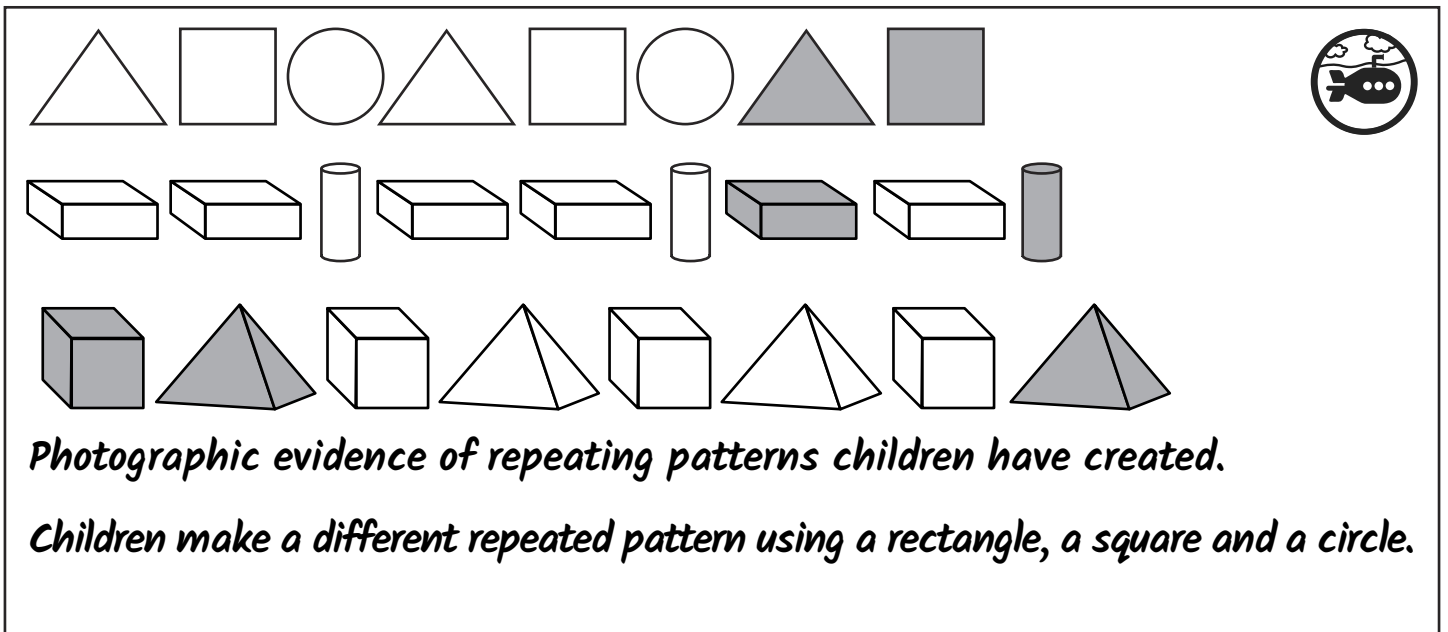 Photographic evidence of repeating patterns children have created.
Children make a different repeated pattern using a rectangle, a square and a circle.